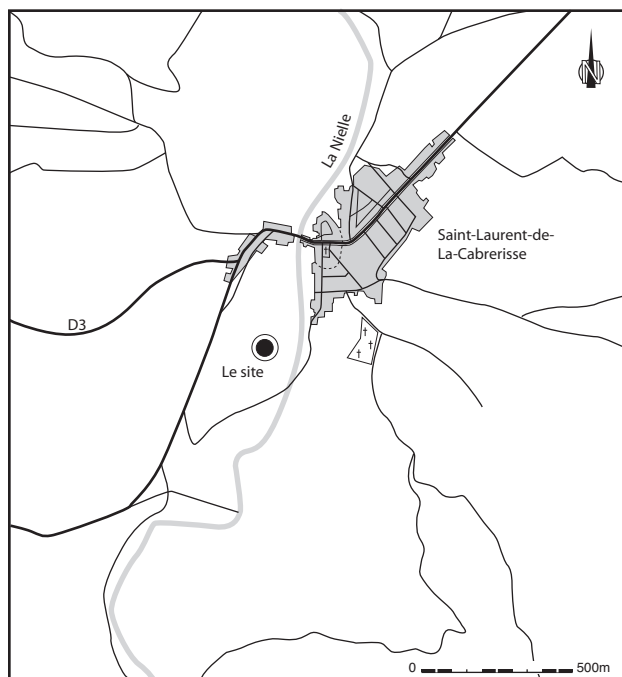 N
La Nielle
Saint-Laurent-de-
La-Cabrerisse
D3
Le site
0 500m